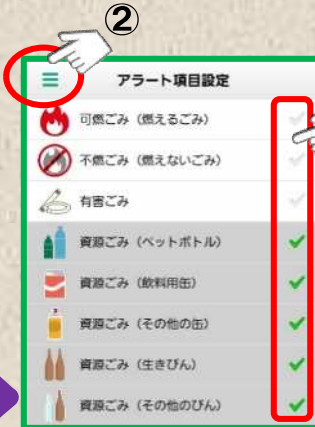 ②
アラート項目設定
可燃ごみ（燃えるごみ）
不燃ごみ（燃えないごみ）
有害ごみ
資源ごみ（ペットボトル）
資源ごみ（飲料用缶）
資源ごみ（その他の缶）
資源ごみ（生きびん）
資源ごみ（その他のびん）